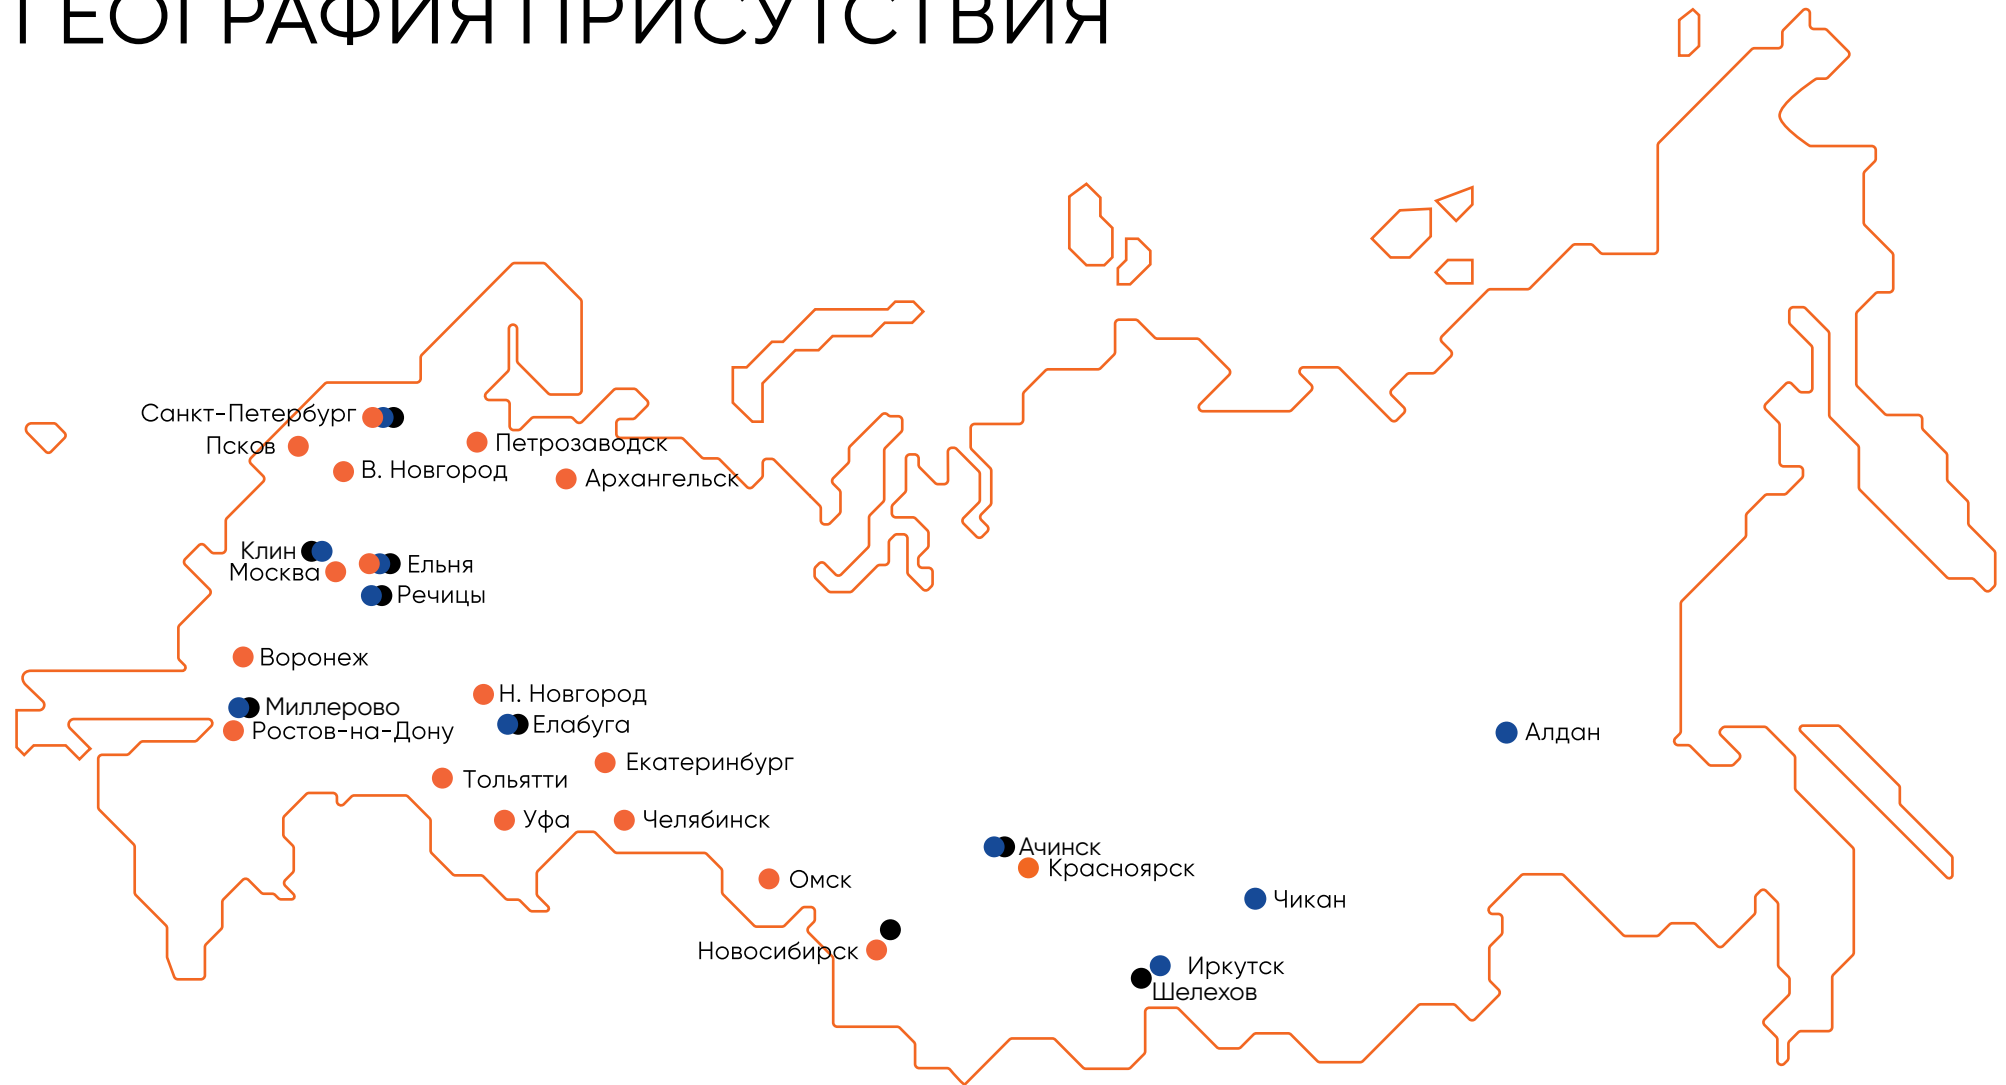 ГЕОГРАФИЯ ПРИСУТСТВИЯ
Санкт-Петербург
Псков
Петрозаводск
В. Новгород
Архангельск
Клин
Москва
Ельня
Речицы
Воронеж
Миллерово
Ростов-на-Дону
Н. Новгород
Елабуга
Екатеринбург
Тольятти
Уфа
Челябинск
Алдан
Ачинск
Красноярск
Омск
Чикан
Новосибирск
Иркутск
Шелехов